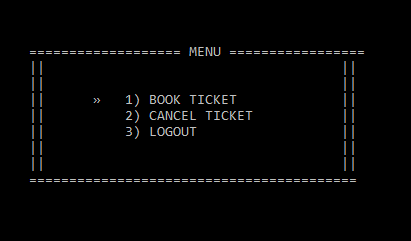 =================== MENU =================
|| ||
|| ||
|| » 1) BOOK TICKET ||
|| 2) CANCEL TICKET ||
|| 3) LOGOUT ||
|| ||
|| ||
=========================================